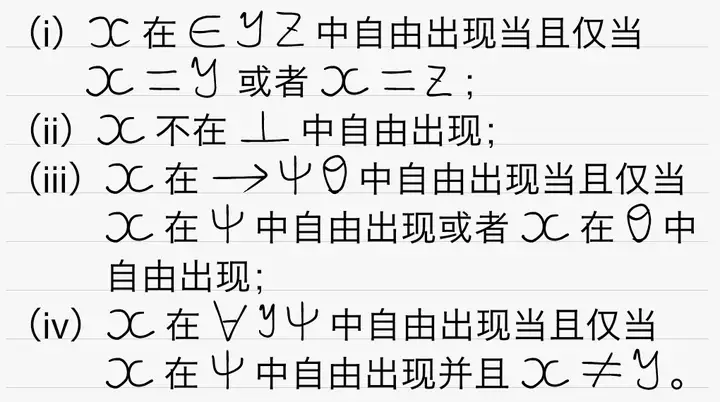 (i) x 在 ∈yz 中自由出现当且仅当
x = y 或者 x = z；
(ii) x 不在 ⊥ 中自由出现；
(iii) x 在 →ψθ 中自由出现当且仅当
x 在 ψ 中自由出现或者 x 在 θ 中
自由出现；
(iv) x 在 ∀yψ 中自由出现当且仅当
x 在 ψ 中自由出现并且 x ≠ y。